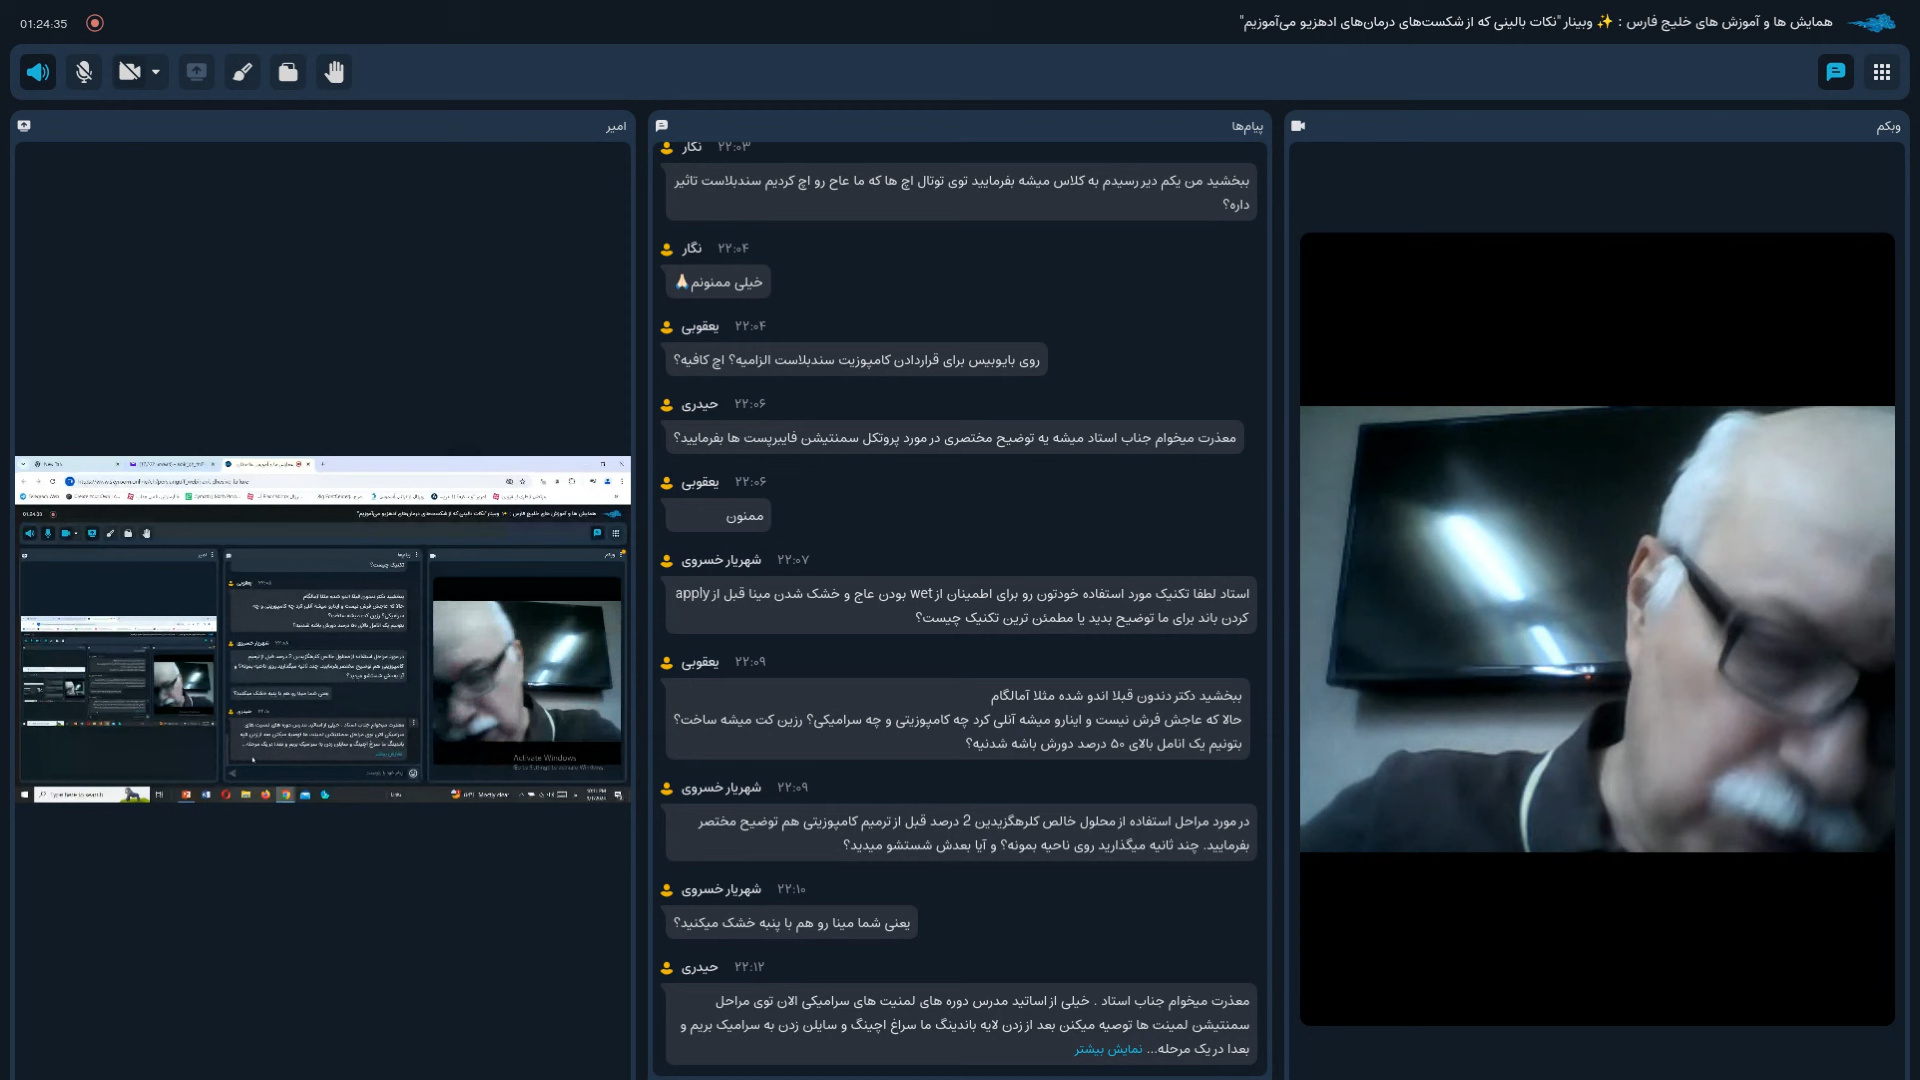 01:24:35
همایش ها و آموزش های خلیج فارس : ✨ وبینار "نکات بالینی که از شکست‌های درمان‌های ادهزیو می‌آموزیم"
امیر
پیام‌ها
وبکم
نگار ۲۲:۰۳
ببخشید من یکم دیر رسیدم به کلاس میشه بفرمایید توی توتال اچ ها که ما عاج رو اچ کردیم سندبلاست تاثیر
داره؟
نگار ۲۲:۰۴
خیلی ممنونم🙏🏻
یعقوبی ۲۲:۰۴
روی بایوبیس برای قراردادن کامپوزیت سندبلاست الزامیه؟ اچ کافیه؟
حیدری ۲۲:۰۶
معذرت میخوام جناب استاد میشه یه توضیح مختصری در مورد پروتکل سمنتیشن فایبرپست ها بفرمایید؟
یعقوبی ۲۲:۰۶
ممنون
شهریار خسروی ۲۲:۰۷
استاد لطفا تکنیک مورد استفاده خودتون رو برای اطمینان از wet بودن عاج و خشک شدن مینا قبل از apply
کردن باند برای ما توضیح بدید یا مطمئن ترین تکنیک چیست؟
یعقوبی ۲۲:۰۹
ببخشید دکتر دندون قبلا اندو شده مثلا آمالگام
حالا که عاجش فرش نیست و اینارو میشه آنلی کرد چه کامپوزیتی و چه سرامیکی؟ رزین کت میشه ساخت؟
بتونیم یک انامل بالای ۵۰ درصد دورش باشه شدنیه؟
شهریار خسروی ۲۲:۰۹
در مورد مراحل استفاده از محلول خالص کلرهگزیدین 2 درصد قبل از ترمیم کامپوزیتی هم توضیح مختصر
بفرمایید. چند ثانیه میگذارید روی ناحیه بمونه؟ و آیا بعدش شستشو میدید؟
شهریار خسروی ۲۲:۱۰
یعنی شما مینا رو هم با پنبه خشک میکنید؟
حیدری ۲۲:۱۲
معذرت میخوام جناب استاد . خیلی از اساتید مدرس دوره های لمنیت های سرامیکی الان توی مراحل
سمنتیشن لمینت ها توصیه میکنن بعد از زدن لایه باندینگ ما سراغ اچینگ و سایلن زدن به سرامیک بریم و
بعدا در یک مرحله... نمایش بیشتر
Activate Windows
Type here to search